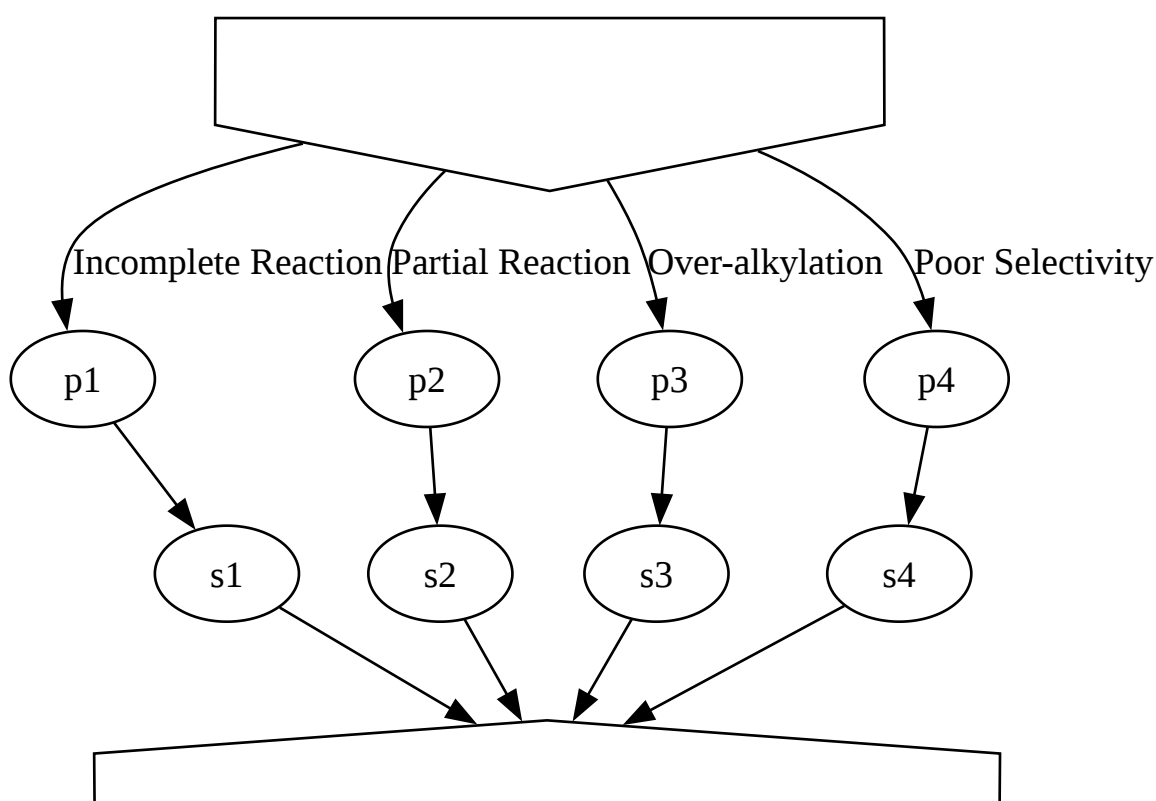 Incomplete Reaction
Partial Reaction
Over-alkylation
Poor Selectivity
p1
p2
p3
p4
s1
s2
s3
s4